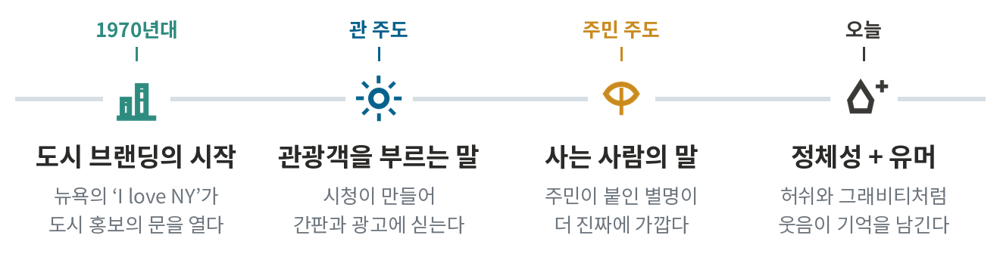 1970년대
도시 브랜딩의 시작
뉴욕의 ‘I love NY’가
도시 홍보의 문을 열다
관 주도
관광객을 부르는 말
시청이 만들어
간판과 광고에 싣는다
주민 주도
사는 사람의 말
주민이 붙인 별명이
더 진짜에 가깝다
오늘
정체성 + 유머
허쉬와 그래비티처럼
웃음이 기억을 남긴다